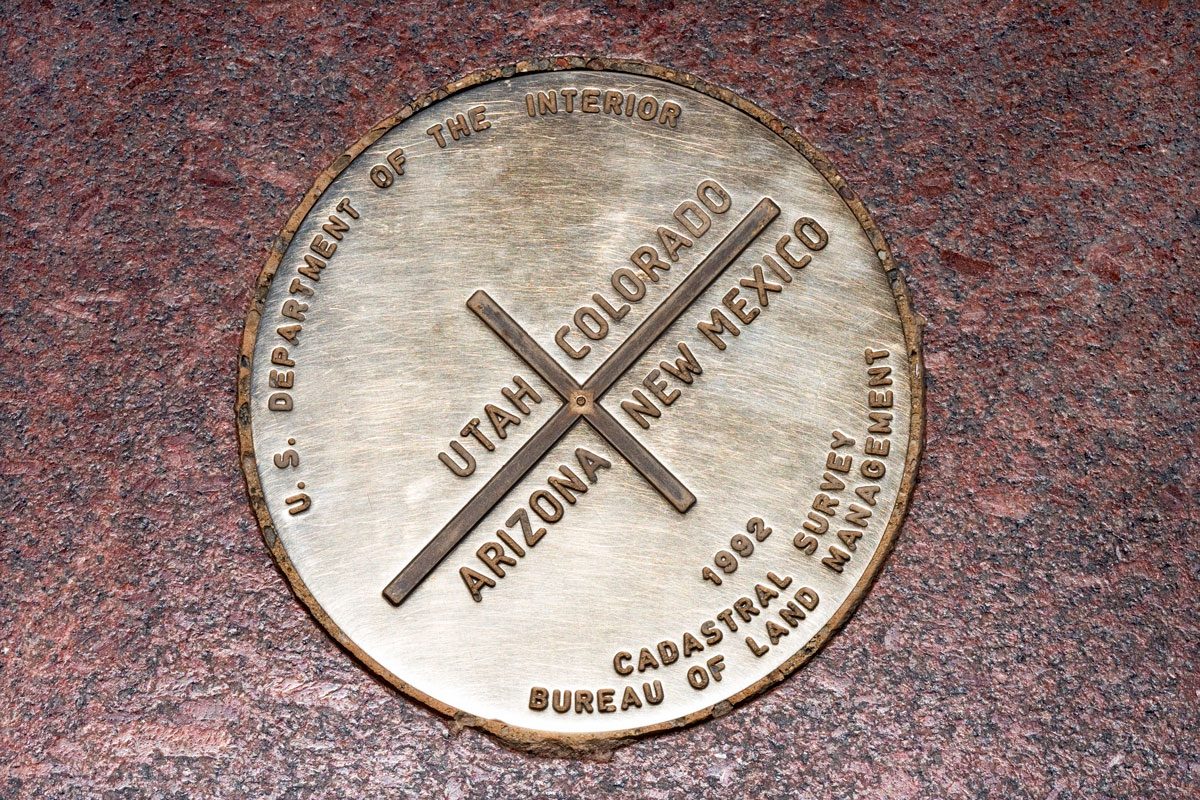 U.S. DEPARTMENT OF THE INTERIOR
UTAH COLORADO
ARIZONA NEW MEXICO
1992
CADASTRAL SURVEY
BUREAU OF LAND MANAGEMENT